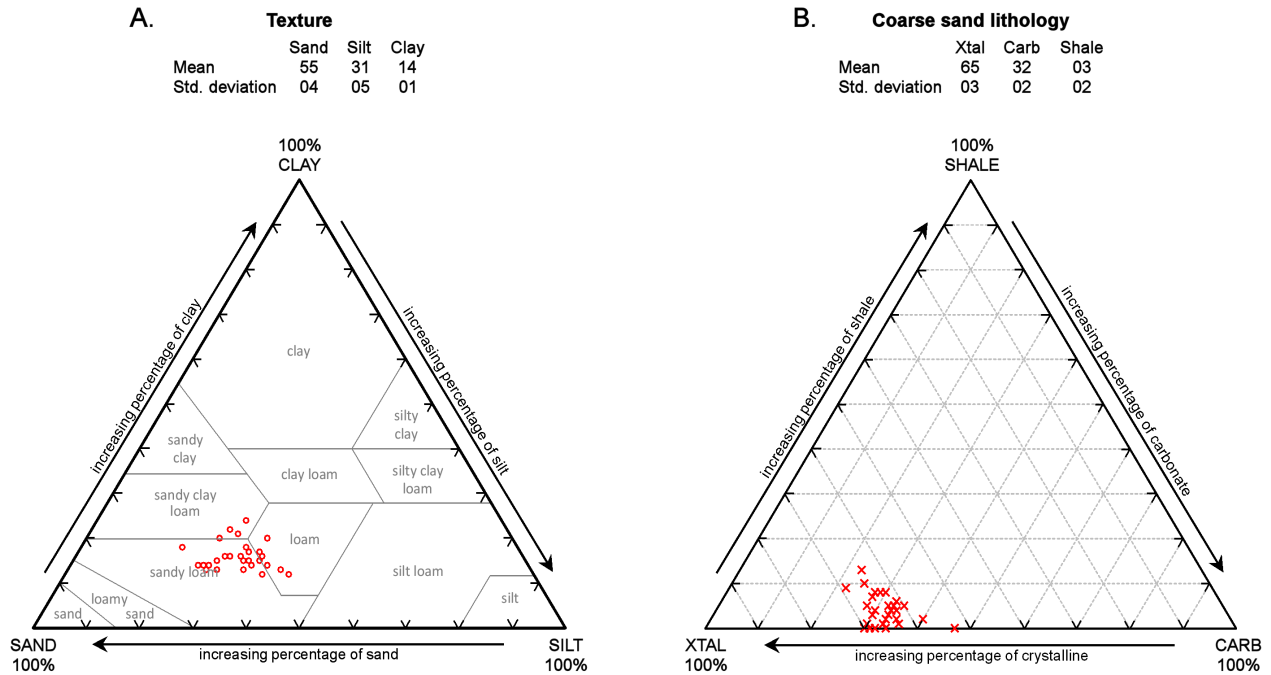 A.
Texture
Sand Silt Clay
Mean 55 31 14
Std. deviation 04 05 01
100%
CLAY
increasing percentage of clay
increasing percentage of silt
clay
silty
clay
sandy
clay
clay loam
silty clay
loam
sandy clay
loam
loam
sandy loam
silt loam
silt
loamy
sand
sand
SAND
100%
increasing percentage of sand
SILT
100%
B.
Coarse sand lithology
Xtal Carb Shale
Mean 65 32 03
Std. deviation 03 02 02
100%
SHALE
increasing percentage of shale
increasing percentage of carbonate
XTAL
100%
increasing percentage of crystalline
CARB
100%